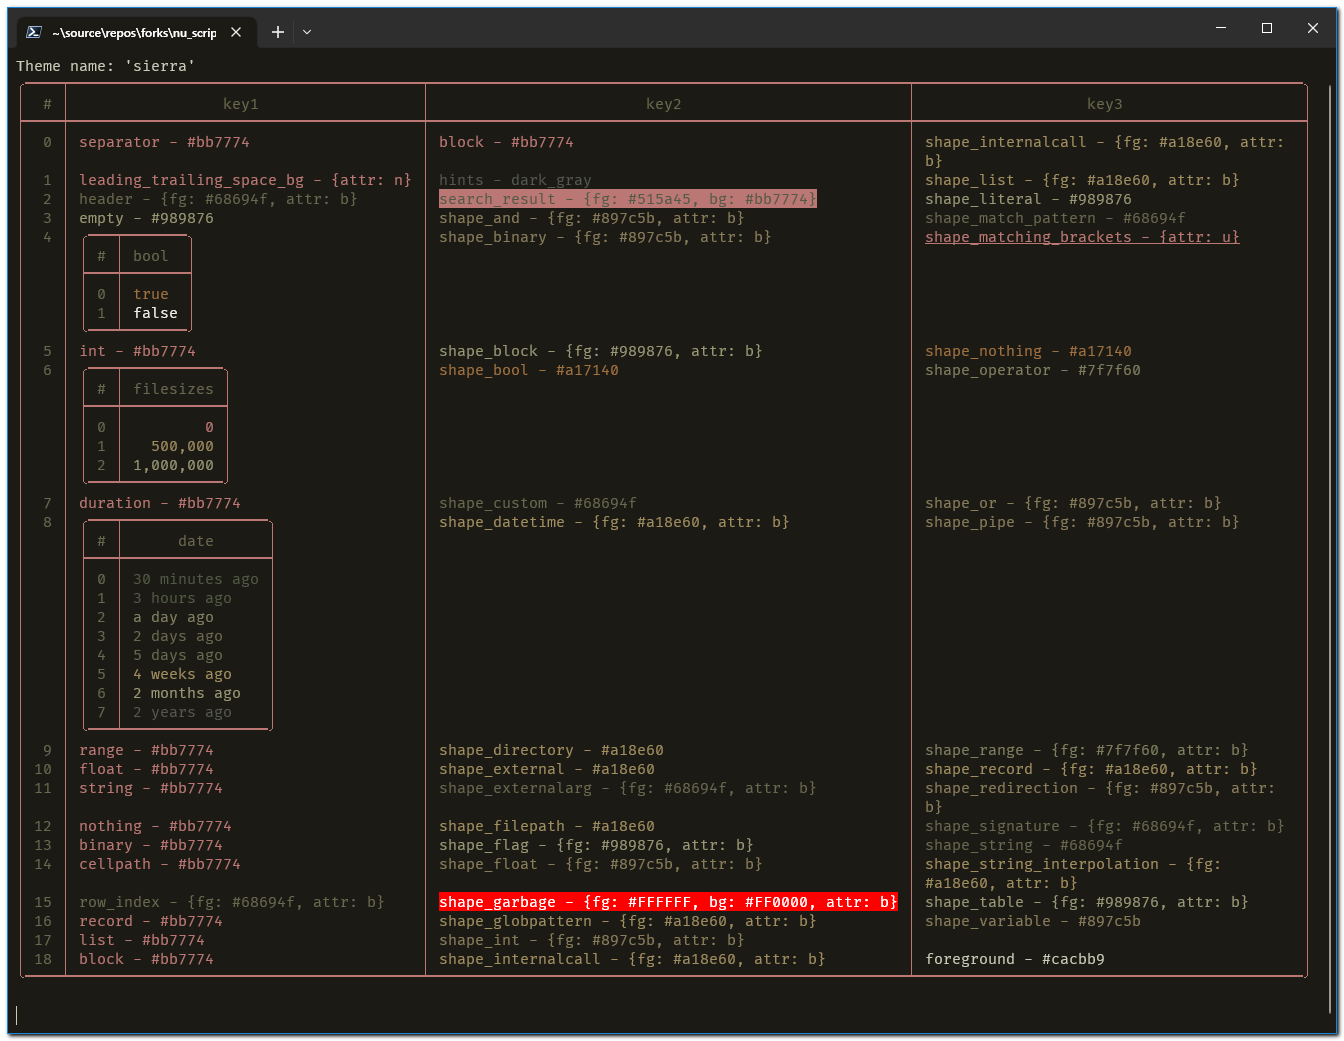 ~\source\repos\forks\nu_scrip
Theme name: 'sierra'
# key1 key2 key3
0 separator - #bb7774 block - #bb7774 shape_internalcall - {fg: #a18e60, attr:
b}
1 leading_trailing_space_bg - {attr: n} hints - dark_gray shape_list - {fg: #a18e60, attr: b}
2 header - {fg: #68694f, attr: b} search_result - {fg: #515a45, bg: #bb7774} shape_literal - #989876
3 empty - #989876 shape_and - {fg: #897c5b, attr: b} shape_match_pattern - #68694f
4 shape_binary - {fg: #897c5b, attr: b} shape_matching_brackets - {attr: u}
# bool
0 true
1 false
5 int - #bb7774 shape_block - {fg: #989876, attr: b} shape_nothing - #a17140
6 shape_bool - #a17140 shape_operator - #7f7f60
# filesizes
0 0
1 500,000
2 1,000,000
7 duration - #bb7774 shape_custom - #68694f shape_or - {fg: #897c5b, attr: b}
8 shape_datetime - {fg: #a18e60, attr: b} shape_pipe - {fg: #897c5b, attr: b}
# date
0 30 minutes ago
1 3 hours ago
2 a day ago
3 2 days ago
4 5 days ago
5 4 weeks ago
6 2 months ago
7 2 years ago
9 range - #bb7774 shape_directory - #a18e60 shape_range - {fg: #7f7f60, attr: b}
10 float - #bb7774 shape_external - #a18e60 shape_record - {fg: #a18e60, attr: b}
11 string - #bb7774 shape_externalarg - {fg: #68694f, attr: b} shape_redirection - {fg: #897c5b, attr:
b}
12 nothing - #bb7774 shape_filepath - #a18e60 shape_signature - {fg: #68694f, attr: b}
13 binary - #bb7774 shape_flag - {fg: #989876, attr: b} shape_string - #68694f
14 cellpath - #bb7774 shape_float - {fg: #897c5b, attr: b} shape_string_interpolation - {fg:
#a18e60, attr: b}
15 row_index - {fg: #68694f, attr: b} shape_garbage - {fg: #FFFFFF, bg: #FF0000, attr: b} shape_table - {fg: #989876, attr: b}
16 record - #bb7774 shape_globpattern - {fg: #a18e60, attr: b} shape_variable - #897c5b
17 list - #bb7774 shape_int - {fg: #897c5b, attr: b}
18 block - #bb7774 shape_internalcall - {fg: #a18e60, attr: b} foreground - #cacbb9